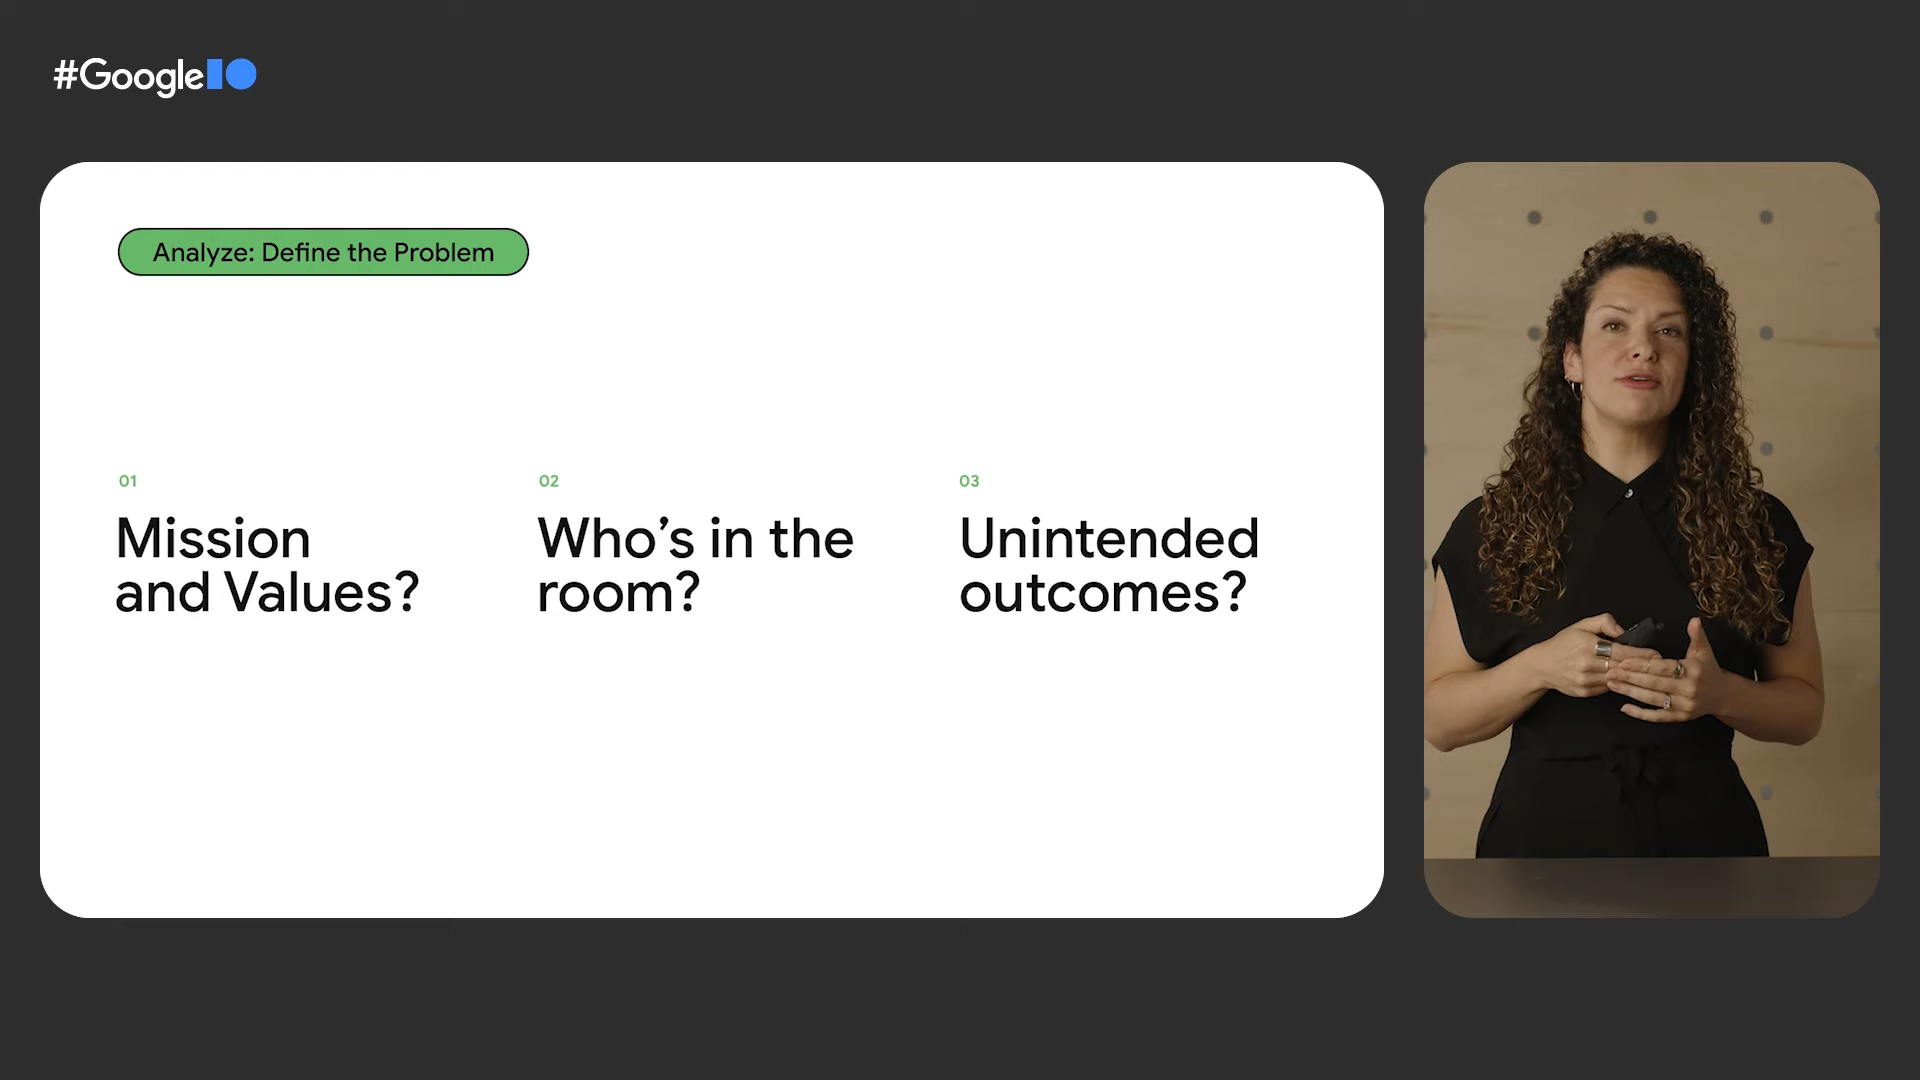 #GoogleIO
Analyze: Define the Problem
01
Mission
and Values?
02
Who’s in the
room?
03
Unintended
outcomes?